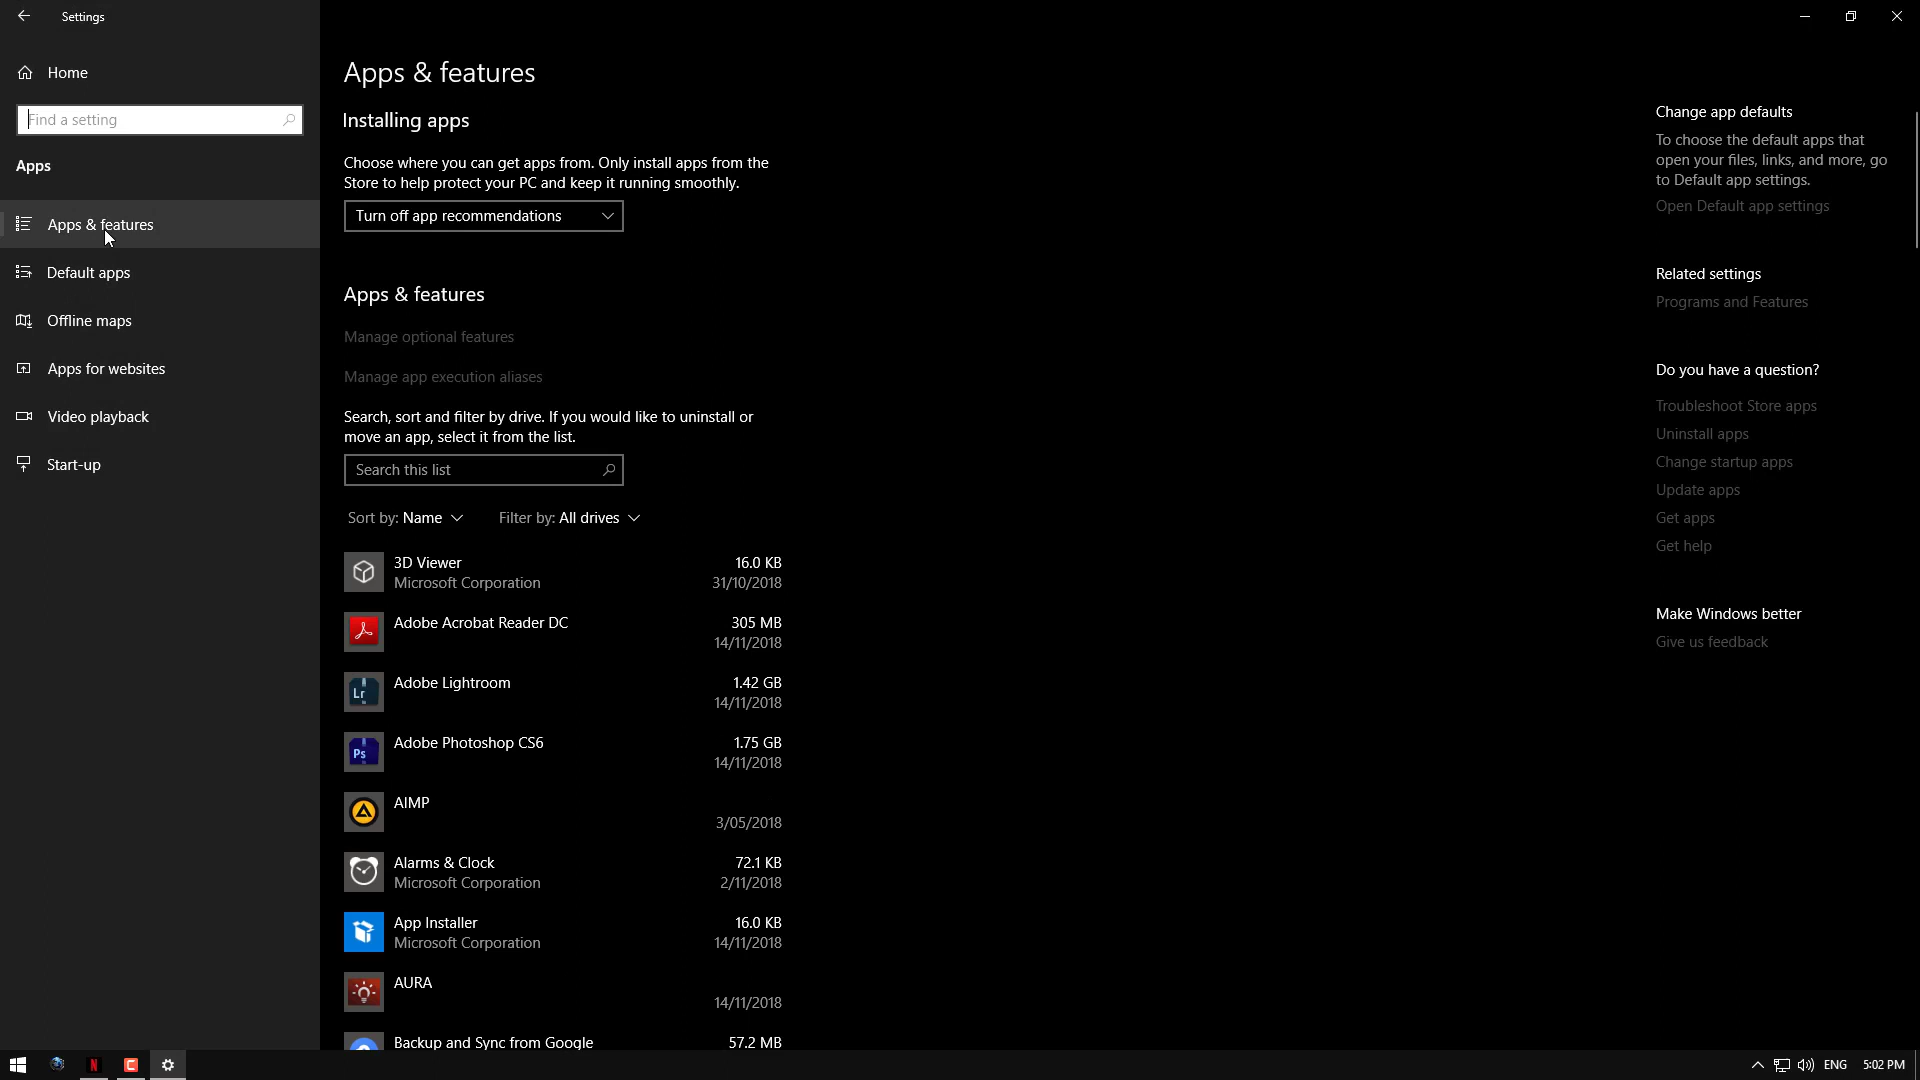 Settings
Home
Find a setting
Apps
Apps & features
Default apps
Offline maps
Apps for websites
Video playback
Start-up
Apps & features
Installing apps
Choose where you can get apps from. Only install apps from the
Store to help protect your PC and keep it running smoothly.
Turn off app recommendations
Apps & features
Manage optional features
Manage app execution aliases
Search, sort and filter by drive. If you would like to uninstall or
move an app, select it from the list.
Search this list
Sort by: Name Filter by: All drives
3D Viewer 16.0 KB
Microsoft Corporation 31/10/2018
Adobe Acrobat Reader DC 305 MB
14/11/2018
Lr
Adobe Lightroom 1.42 GB
14/11/2018
Ps
Adobe Photoshop CS6 1.75 GB
14/11/2018
AIMP
3/05/2018
Alarms & Clock 72.1 KB
Microsoft Corporation 2/11/2018
App Installer 16.0 KB
Microsoft Corporation 14/11/2018
AURA
14/11/2018
Backup and Sync from Google 57.2 MB
Change app defaults
To choose the default apps that
open your files, links, and more, go
to Default app settings.
Open Default app settings
Related settings
Programs and Features
Do you have a question?
Troubleshoot Store apps
Uninstall apps
Change startup apps
Update apps
Get apps
Get help
Make Windows better
Give us feedback
N C ENG 5:02 PM